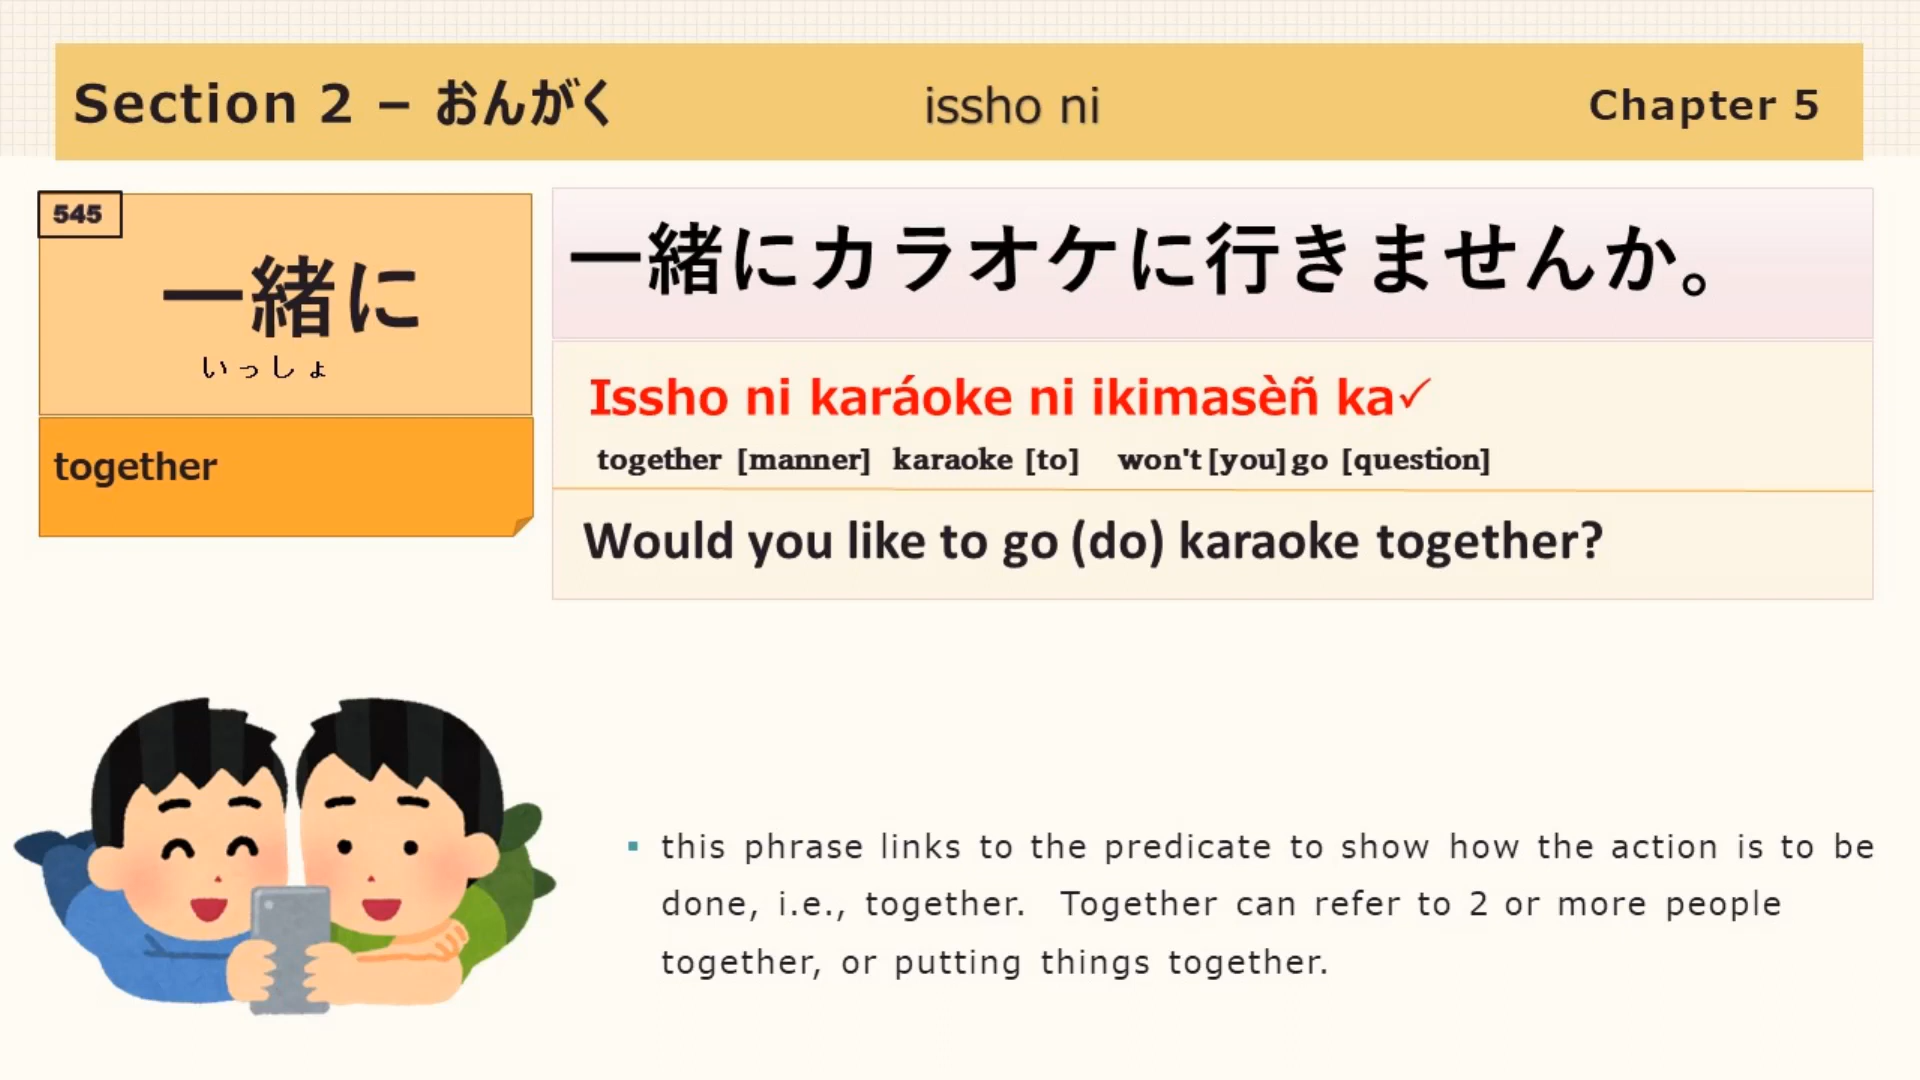 Section 2 – おんがく
issho ni
Chapter 5
545
一緒に
いっしょ
together
一緒にカラオケに行きませんか。
Issho ni karáoke ni ikimasèñ ka✓
together [manner] karaoke [to] won't [you] go [question]
Would you like to go (do) karaoke together?
▪ this phrase links to the predicate to show how the action is to be
done, i.e., together. Together can refer to 2 or more people
together, or putting things together.